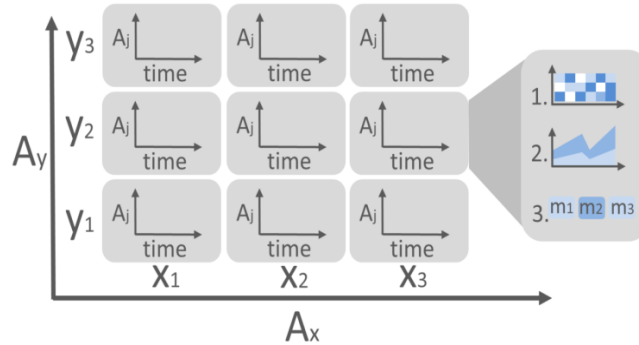 y3 Aj Aj Aj
time time time
1.
y2 Aj Aj Aj
time time time
2.
Ay
y1 Aj Aj Aj
3. m1 m2 m3
time time time
x1 x2 x3
Ax